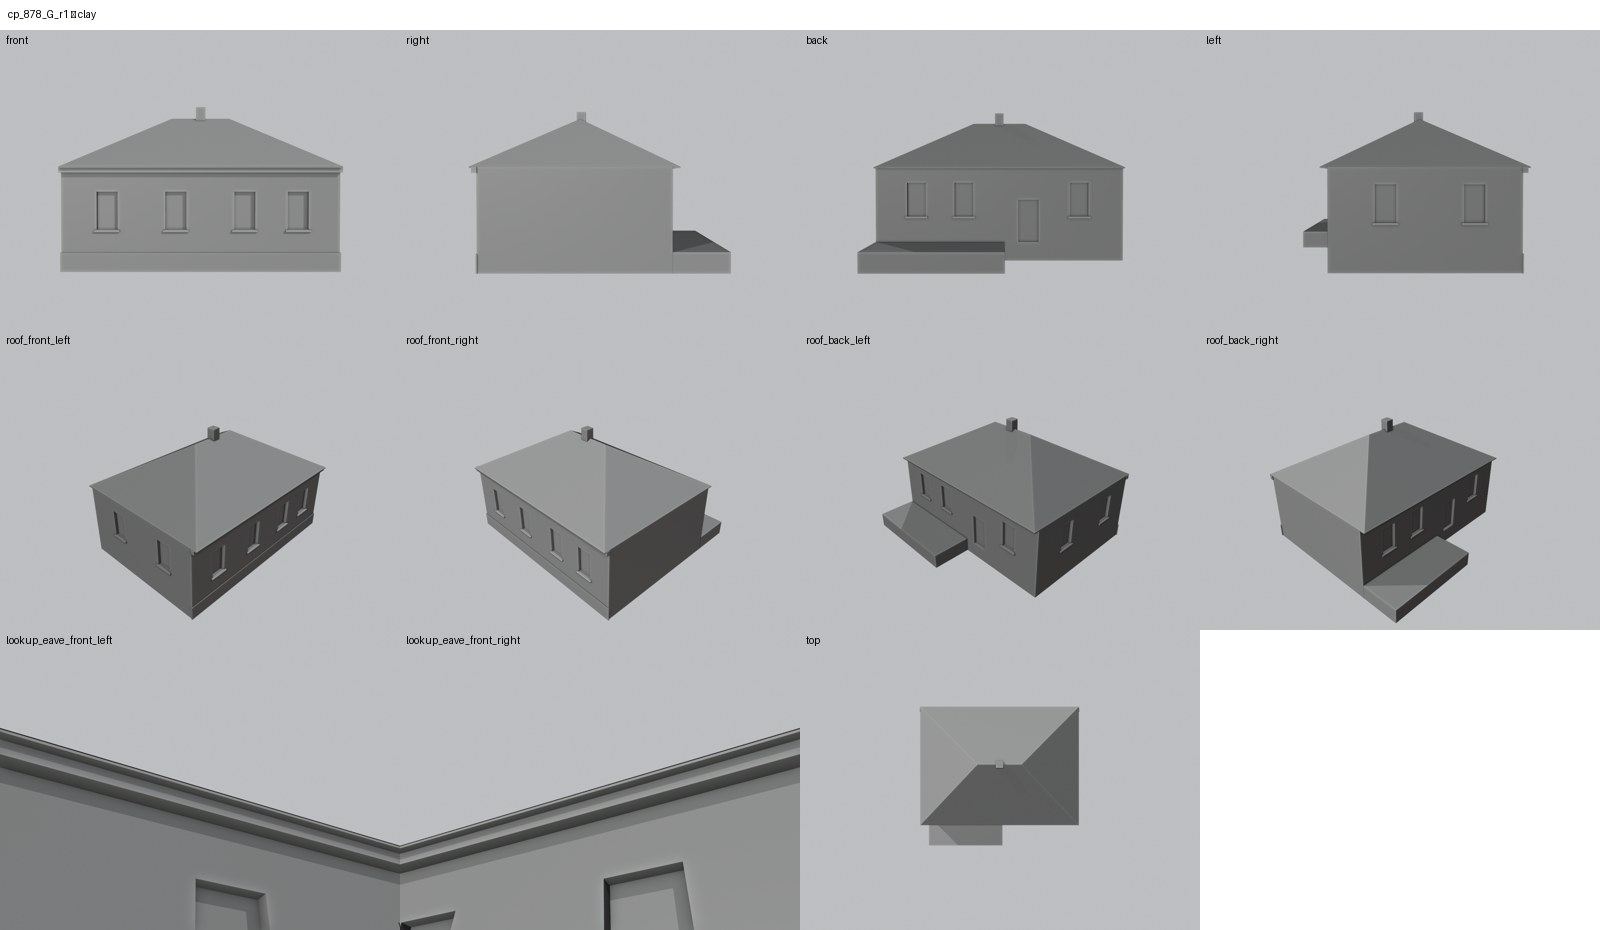 cp_878_G_r1 clay
front
right
back
left
roof_front_left
roof_front_right
roof_back_left
roof_back_right
lookup_eave_front_left
lookup_eave_front_right
top